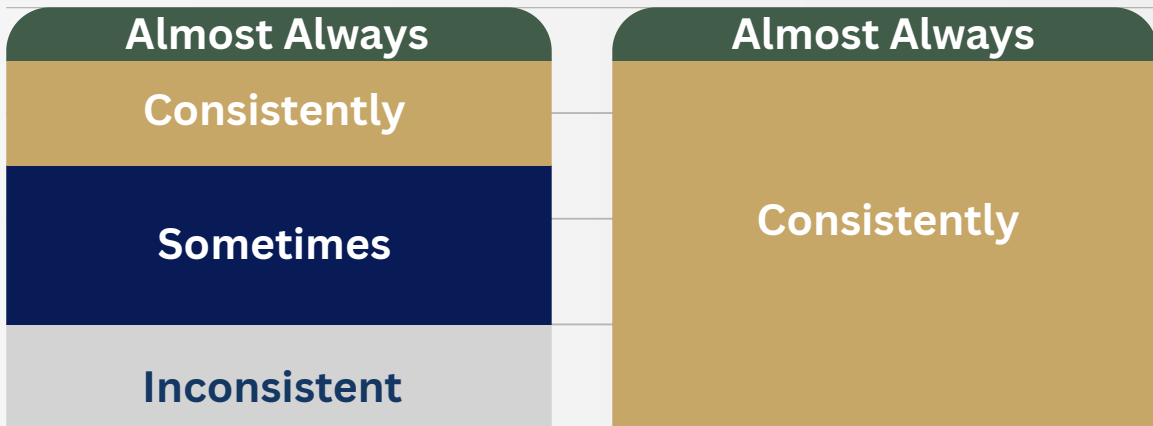 Almost Always
Consistently
Sometimes
Inconsistent
Almost Always
Consistently